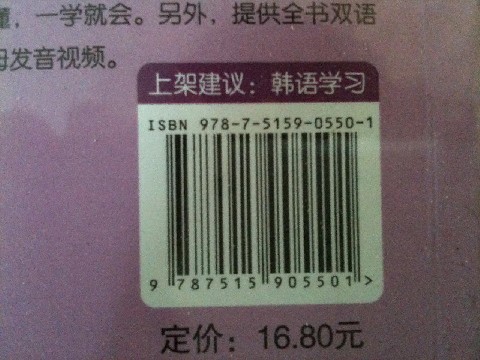 懂，一学就会。另外，提供全书双语
母发音视频。
上架建议：韩语学习
ISBN 978-7-5159-0550-1
9 787515 905501 >
定价：16.80元